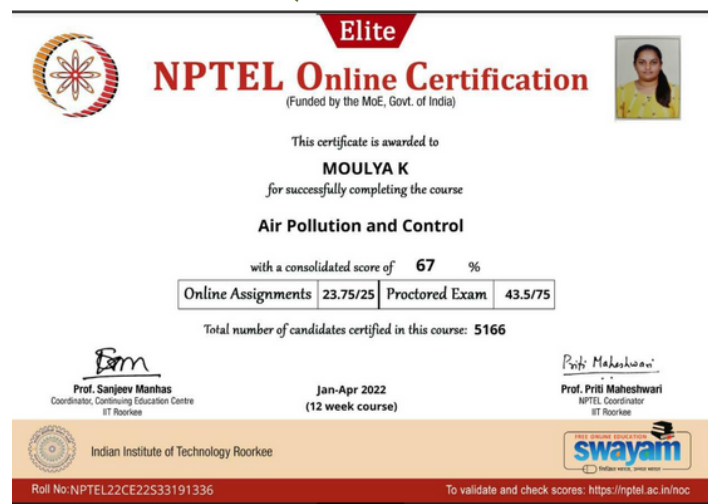 Elite
NPTEL Online Certification
(Funded by the MoE, Govt. of India)
This certificate is awarded to
MOULYA K
for successfully completing the course
Air Pollution and Control
with a consolidated score of 67 %
Online Assignments 23.75/25 Proctored Exam 43.5/75
Total number of candidates certified in this course: 5166
Priti Maheshwari
Prof. Sanjeev Manhas
Coordinator, Continuing Education Centre
IIT Roorkee
Jan-Apr 2022
(12 week course)
Prof. Priti Maheshwari
NPTEL Coordinator
IIT Roorkee
Indian Institute of Technology Roorkee
FREE ONLINE EDUCATION
swayam
Roll No:NPTEL22CE22S33191336
To validate and check scores: https://nptel.ac.in/noc